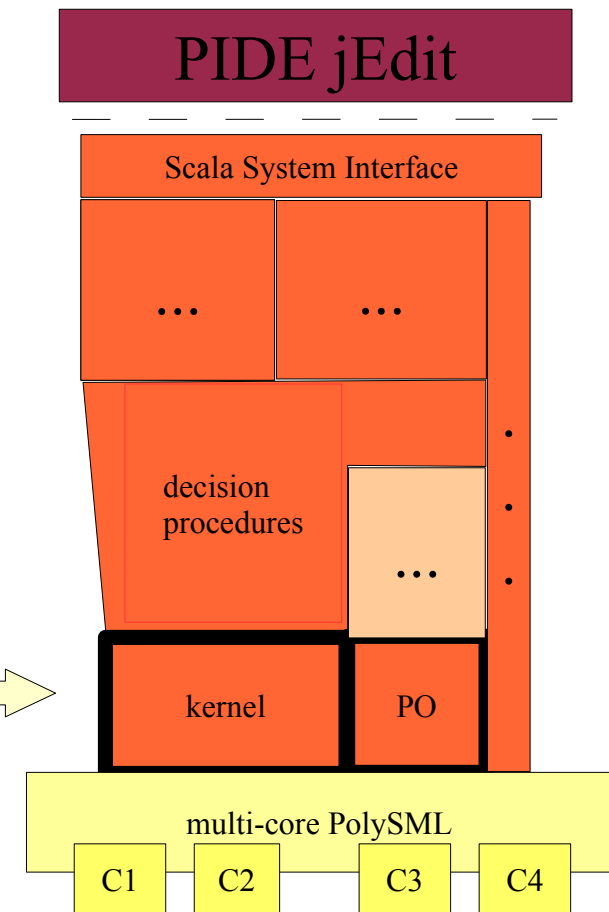 PIDE jEdit
Scala System Interface
... ...
decision
procedures
...
kernel PO
multi-core PolySML
C1 C2 C3 C4